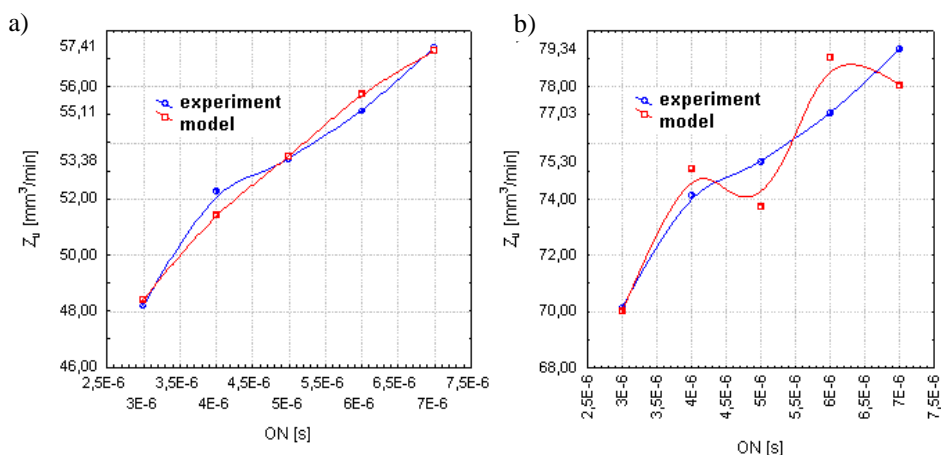 a)
57,41
56,00
55,11
53,38
52,00
50,00
48,00
46,00
Zu [mm³/min]
experiment
model
2,5E-6 3,5E-6 4,5E-6 5,5E-6 6,5E-6 7,5E-6
3E-6 4E-6 5E-6 6E-6 7E-6
ON [s]
b)
79,34
78,00
77,03
75,30
74,00
72,00
70,00
68,00
Zu [mm³/min]
experiment
model
2,5E-6
3E-6
3,5E-6
4E-6
4,5E-6
5E-6
5,5E-6
6E-6
6,5E-6
7E-6
7,5E-6
ON [s]